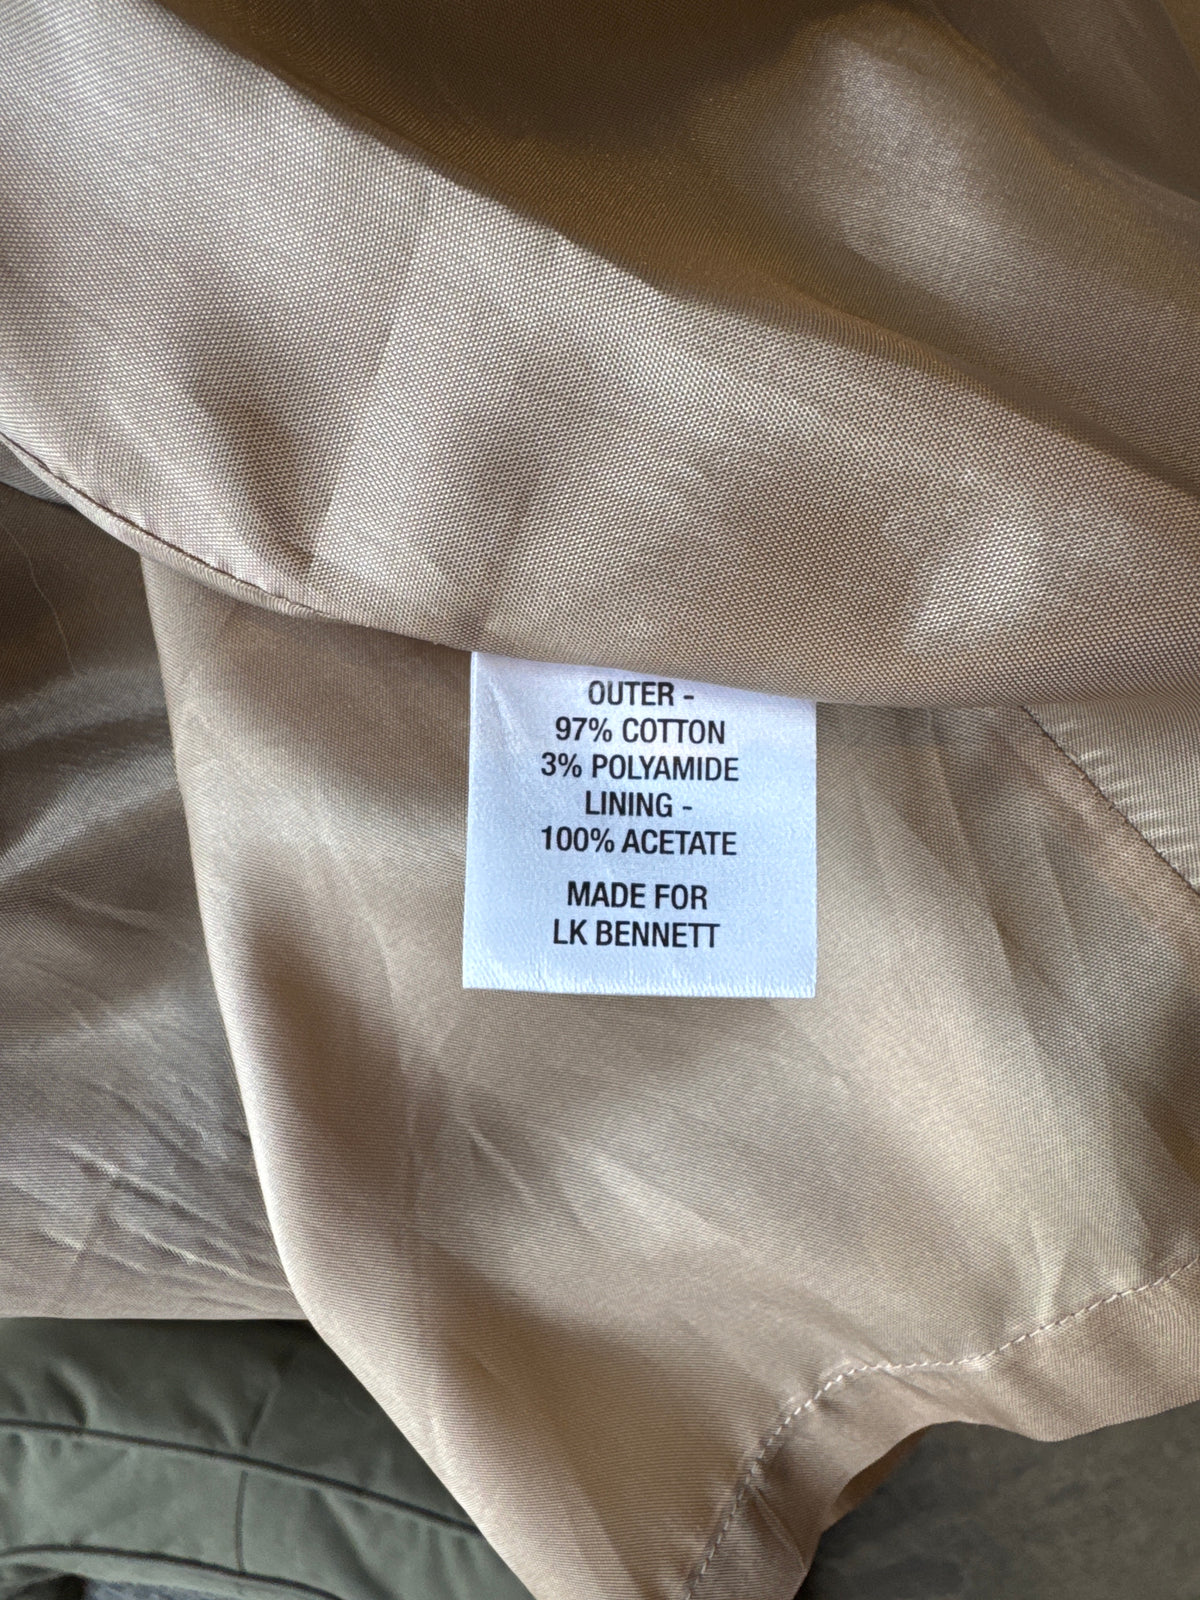 OUTER -
97% COTTON
3% POLYAMIDE
LINING -
100% ACETATE
MADE FOR
LK BENNETT